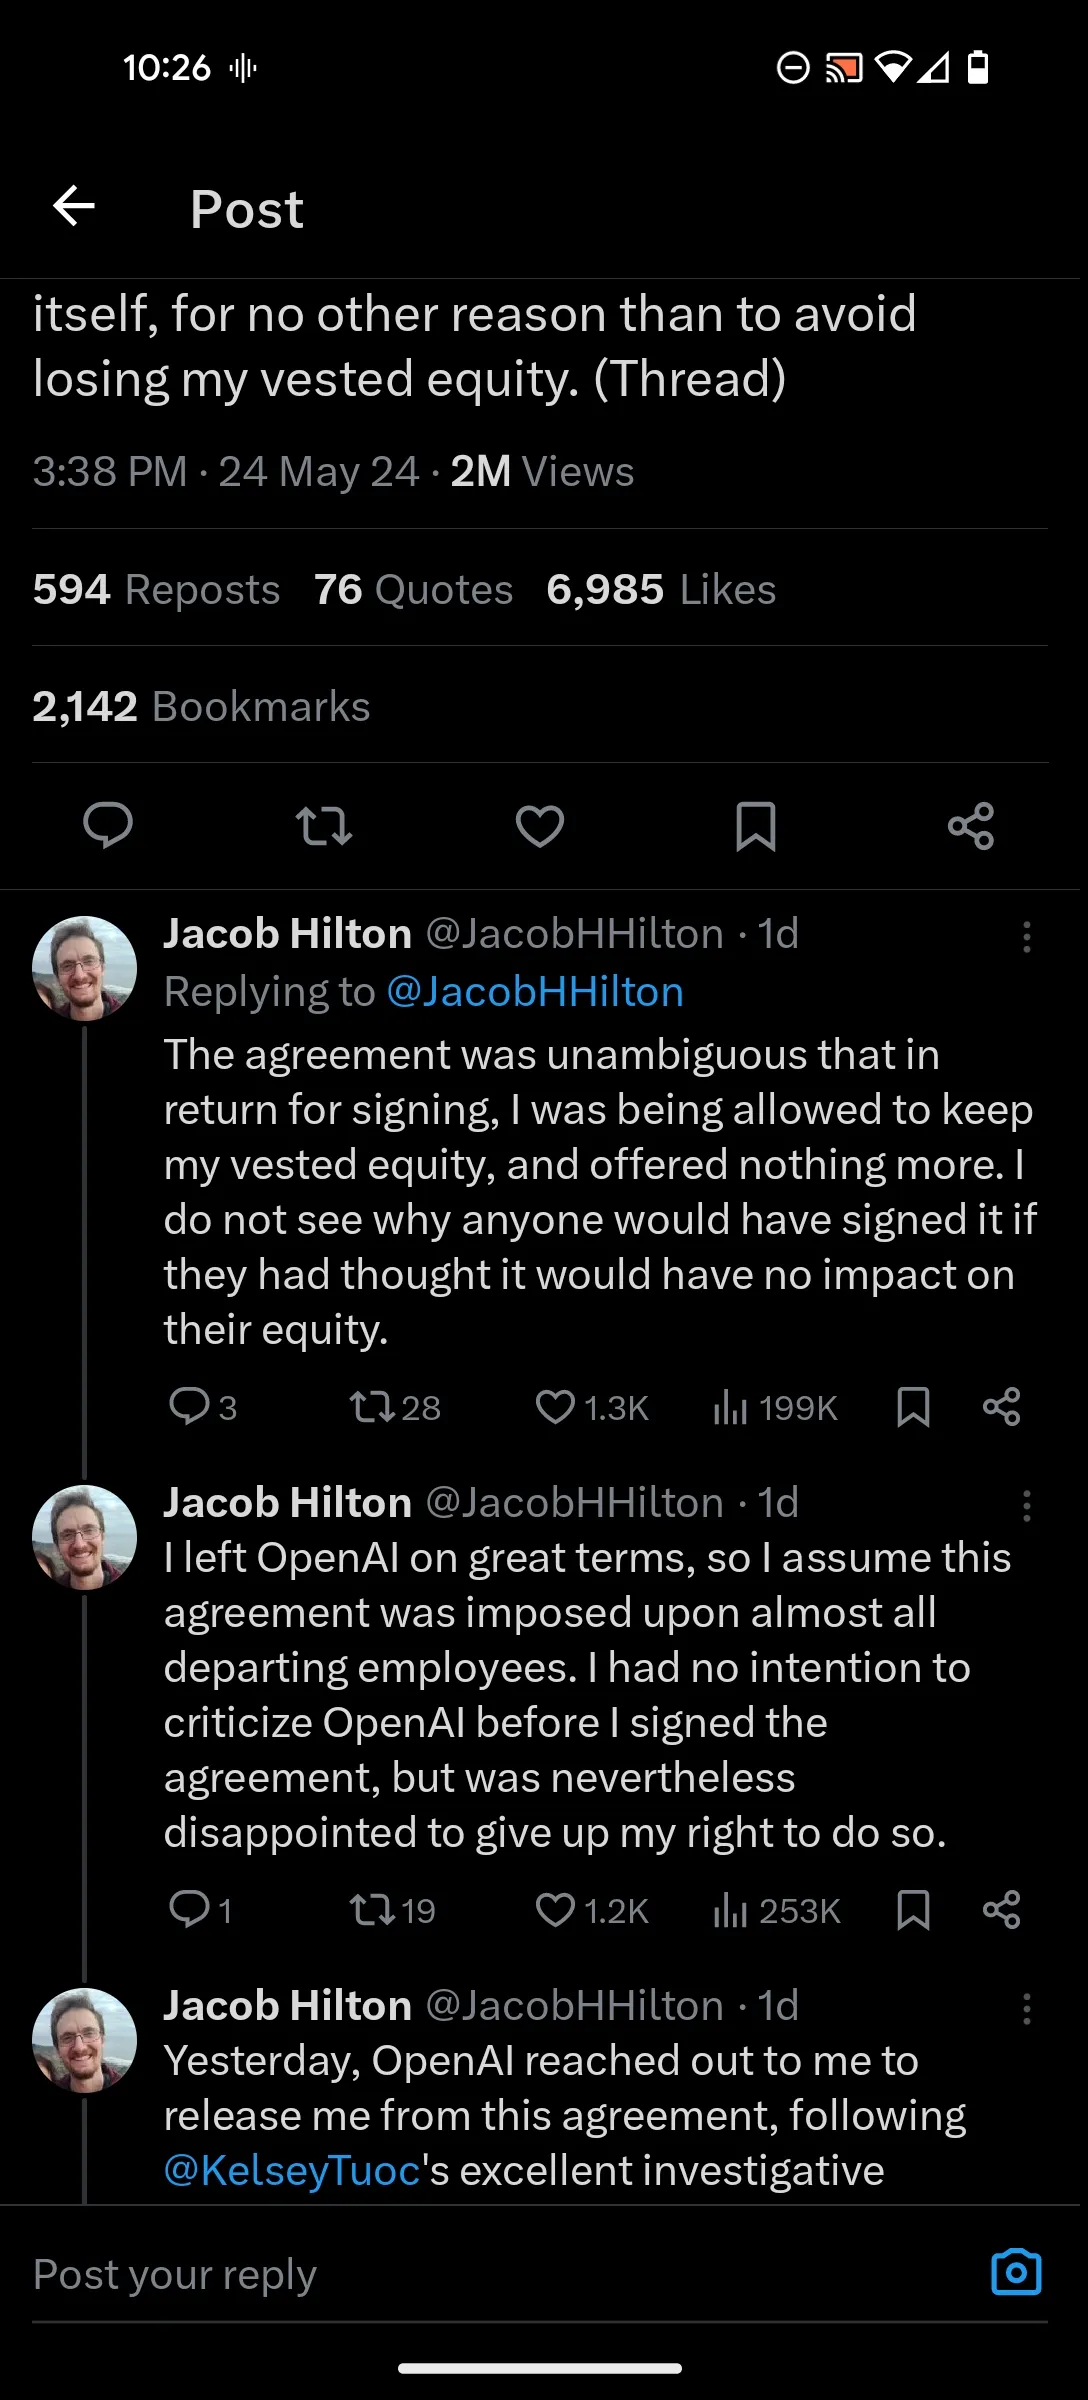 10:26
Post
itself, for no other reason than to avoid
losing my vested equity. (Thread)
3:38 PM · 24 May 24 · 2M Views
594 Reposts 76 Quotes 6,985 Likes
2,142 Bookmarks
Jacob Hilton @JacobHHilton · 1d
Replying to @JacobHHilton
The agreement was unambiguous that in
return for signing, I was being allowed to keep
my vested equity, and offered nothing more. I
do not see why anyone would have signed it if
they had thought it would have no impact on
their equity.
3 28 1.3K 199K
Jacob Hilton @JacobHHilton · 1d
I left OpenAI on great terms, so I assume this
agreement was imposed upon almost all
departing employees. I had no intention to
criticize OpenAI before I signed the
agreement, but was nevertheless
disappointed to give up my right to do so.
1 19 1.2K 253K
Jacob Hilton @JacobHHilton · 1d
Yesterday, OpenAI reached out to me to
release me from this agreement, following
@KelseyTuoc's excellent investigative
Post your reply